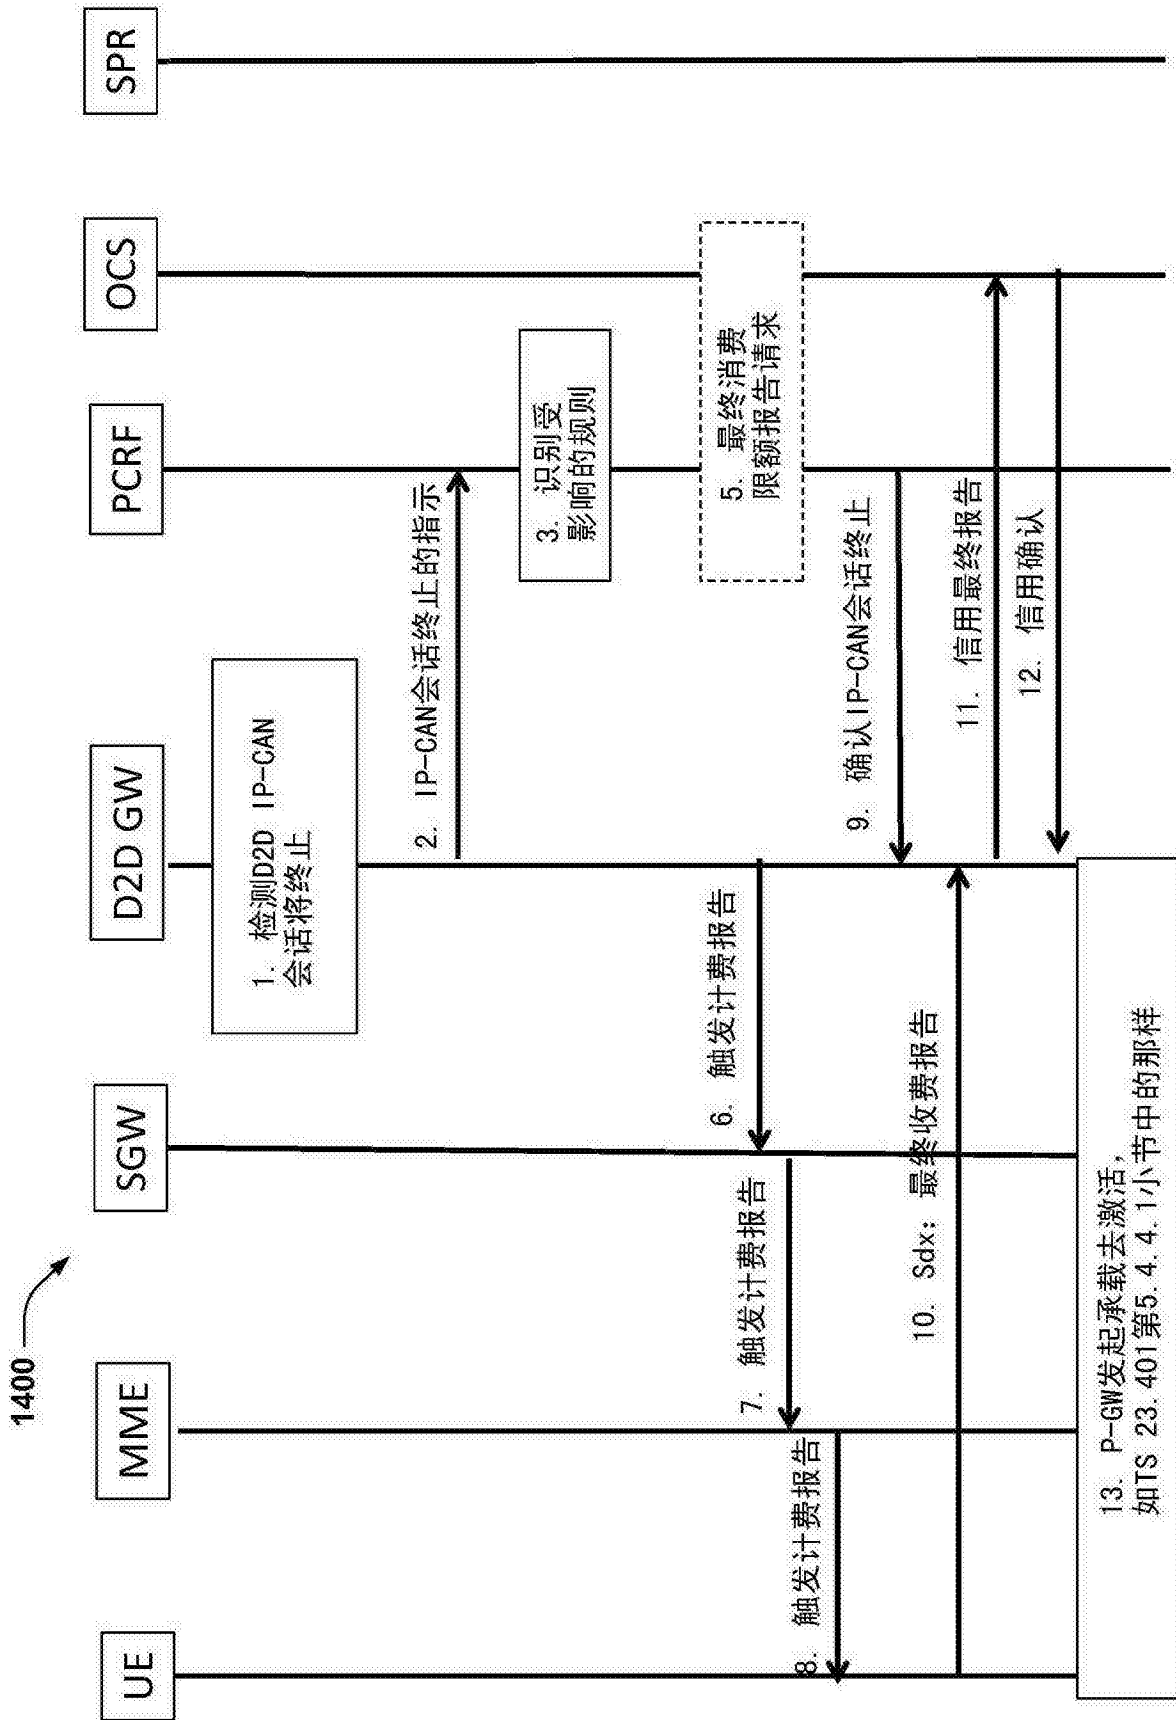 1400
UE
MME
SGW
D2D GW
PCRF
OCS
SPR
1. 检测D2D IP-CAN
会话将终止
2. IP-CAN会话终止的指示
3. 识别受
影响的规则
5. 最终消费
限额报告请求
6. 触发计费报告
7. 触发计费报告
8. 触发计费报告
9. 确认IP-CAN会话终止
10. Sdx: 最终收费报告
11. 信用最终报告
12. 信用确认
13. P-GW发起承载去激活,
如TS 23.401第5.4.4.1小节中的那样